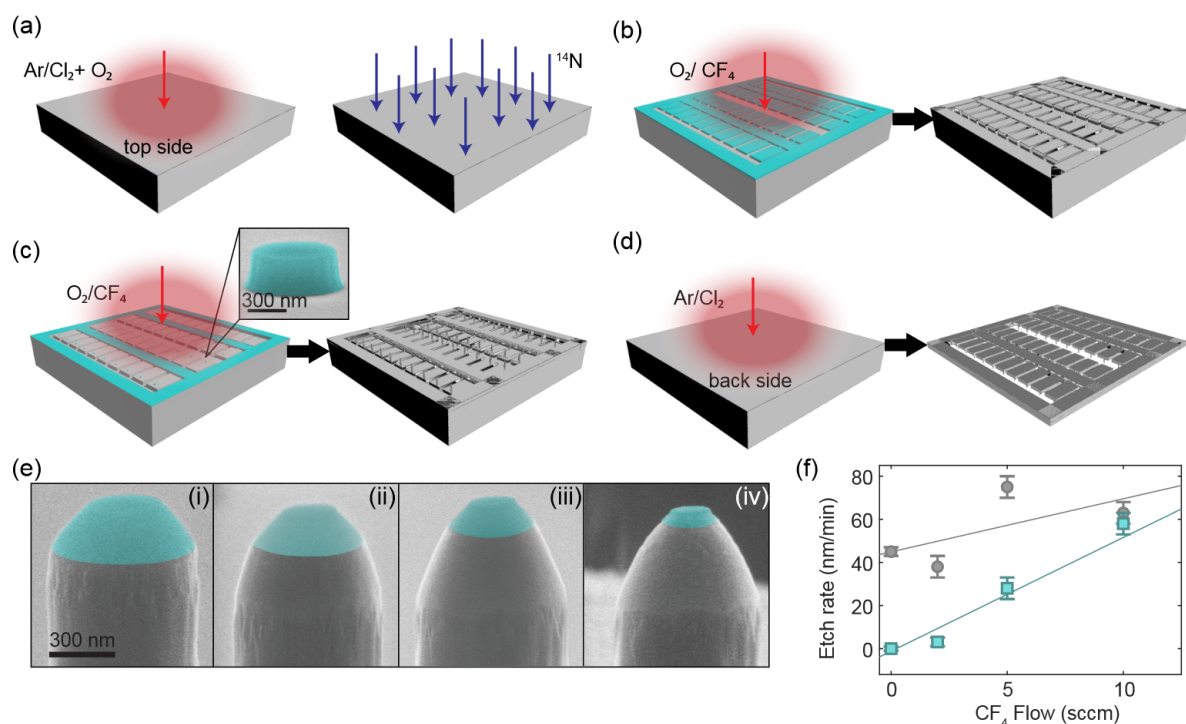 (a)
Ar/Cl₂+ O₂
top side
¹⁴N
(b)
O₂/ CF₄
(c)
O₂/CF₄
300 nm
(d)
Ar/Cl₂
back side
(e)
(i)
(ii)
(iii)
(iv)
300 nm
(f)
Etch rate (nm/min)
80
60
40
20
0
0
5
10
CF₄ Flow (sccm)